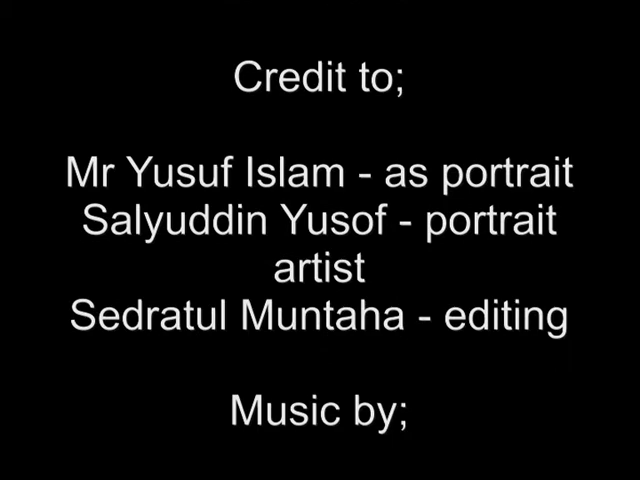 Credit to;
Mr Yusuf Islam - as portrait
Salyuddin Yusof - portrait
artist
Sedratul Muntaha - editing
Music by;